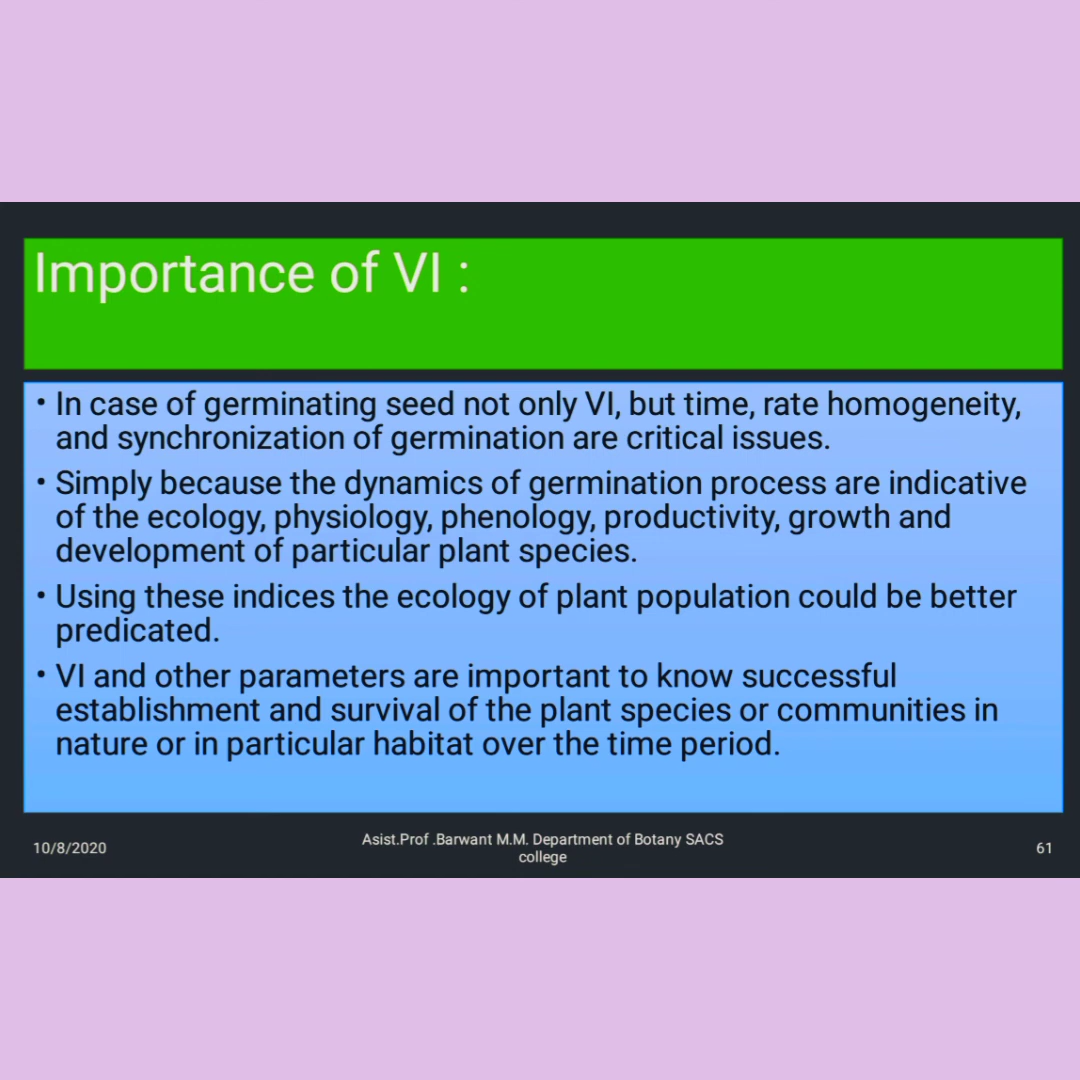 Importance of VI :
• In case of germinating seed not only VI, but time, rate homogeneity,
and synchronization of germination are critical issues.
• Simply because the dynamics of germination process are indicative
of the ecology, physiology, phenology, productivity, growth and
development of particular plant species.
• Using these indices the ecology of plant population could be better
predicated.
• VI and other parameters are important to know successful
establishment and survival of the plant species or communities in
nature or in particular habitat over the time period.
10/8/2020
Asist.Prof .Barwant M.M. Department of Botany SACS
college
61